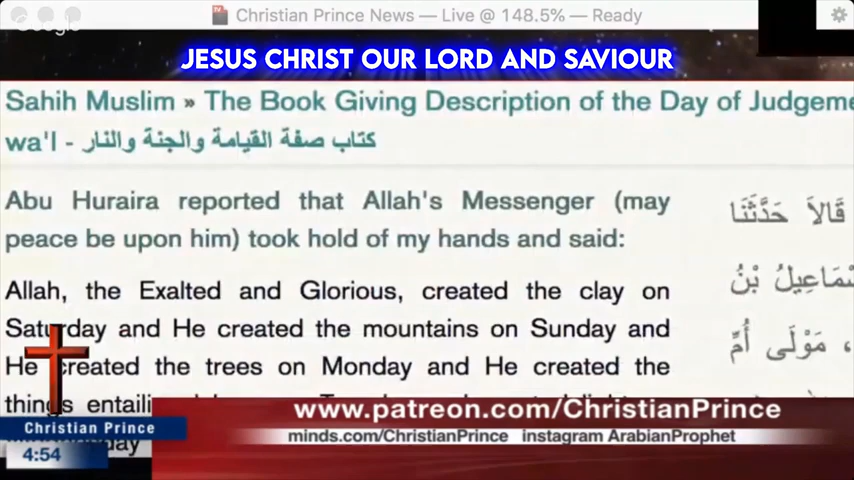 Christian Prince News — Live @ 148.5% — Ready
JESUS CHRIST OUR LORD AND SAVIOUR
Sahih Muslim » The Book Giving Description of the Day of Judgeme
wa'l - كتاب صفة القيامة والجنة والنار
Abu Huraira reported that Allah's Messenger (may
peace be upon him) took hold of my hands and said:
Allah, the Exalted and Glorious, created the clay on
Saturday and He created the mountains on Sunday and
He created the trees on Monday and He created the
things entaili
قَالاَ حَدَّثَنَا
سْمَاعِيلُ بْنُ
، مَوْلَى أُمِّ
www.patreon.com/ChristianPrince
minds.com/ChristianPrince instagram ArabianProphet
Christian Prince
4:54